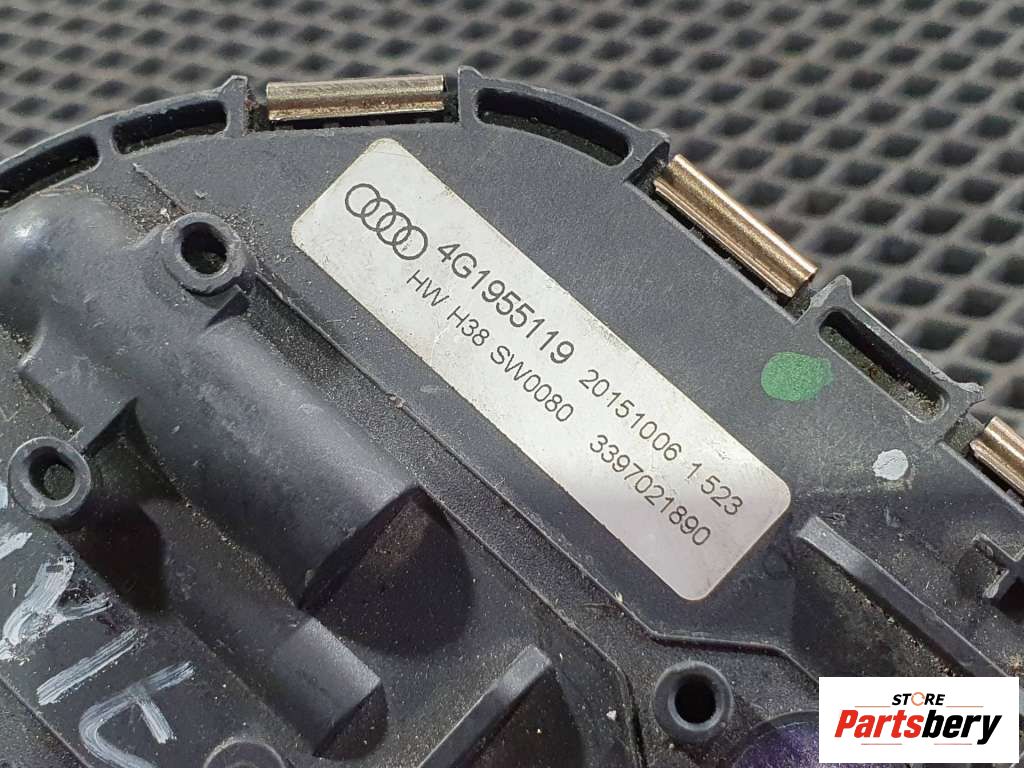 4G1955119 20151006 1523
HW H38 SW0080 3397021890
STORE
Partsbery